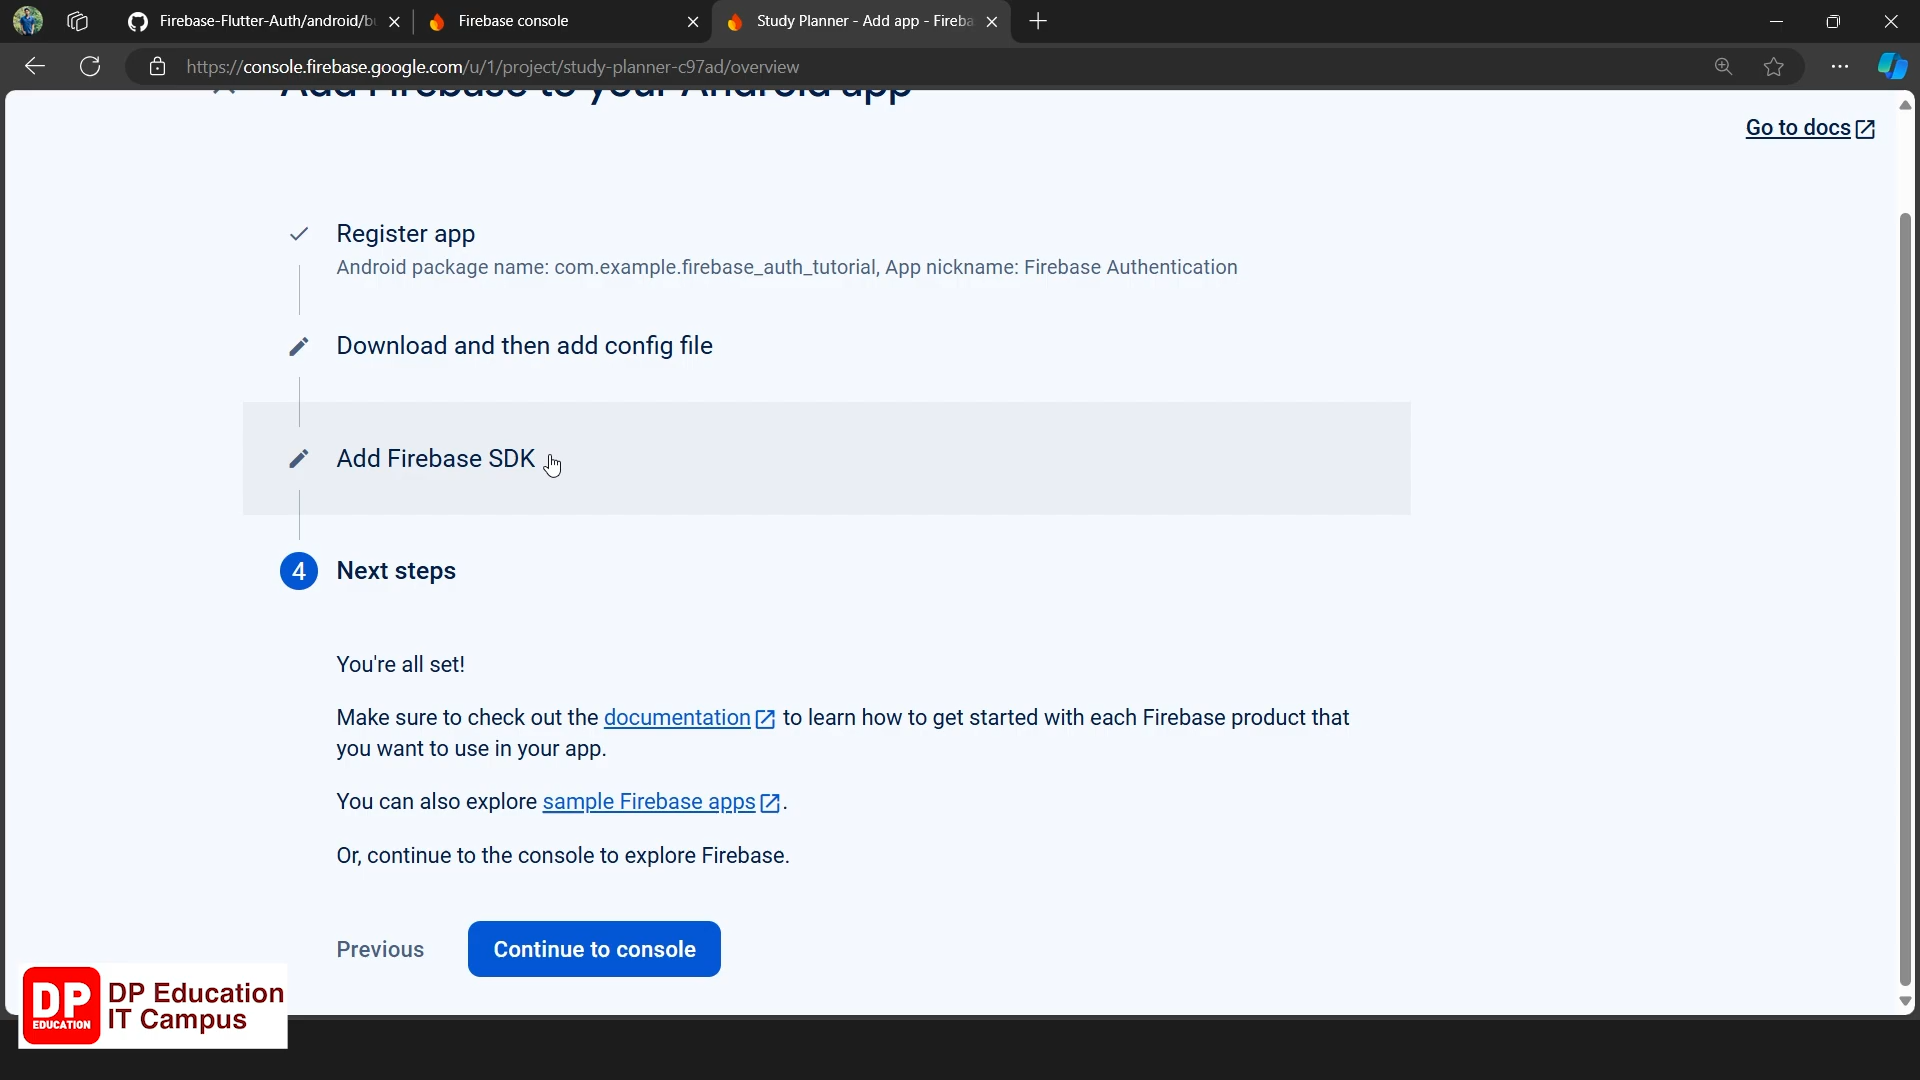 Firebase-Flutter-Auth/android/bu
Firebase console
Study Planner - Add app - Fireba
https://console.firebase.google.com/u/1/project/study-planner-c97ad/overview
Add Firebase to your Android app
Go to docs
Register app
Android package name: com.example.firebase_auth_tutorial, App nickname: Firebase Authentication
Download and then add config file
Add Firebase SDK
4 Next steps
You're all set!
Make sure to check out the documentation to learn how to get started with each Firebase product that
you want to use in your app.
You can also explore sample Firebase apps.
Or, continue to the console to explore Firebase.
Previous
Continue to console
DP
EDUCATION
DP Education
IT Campus